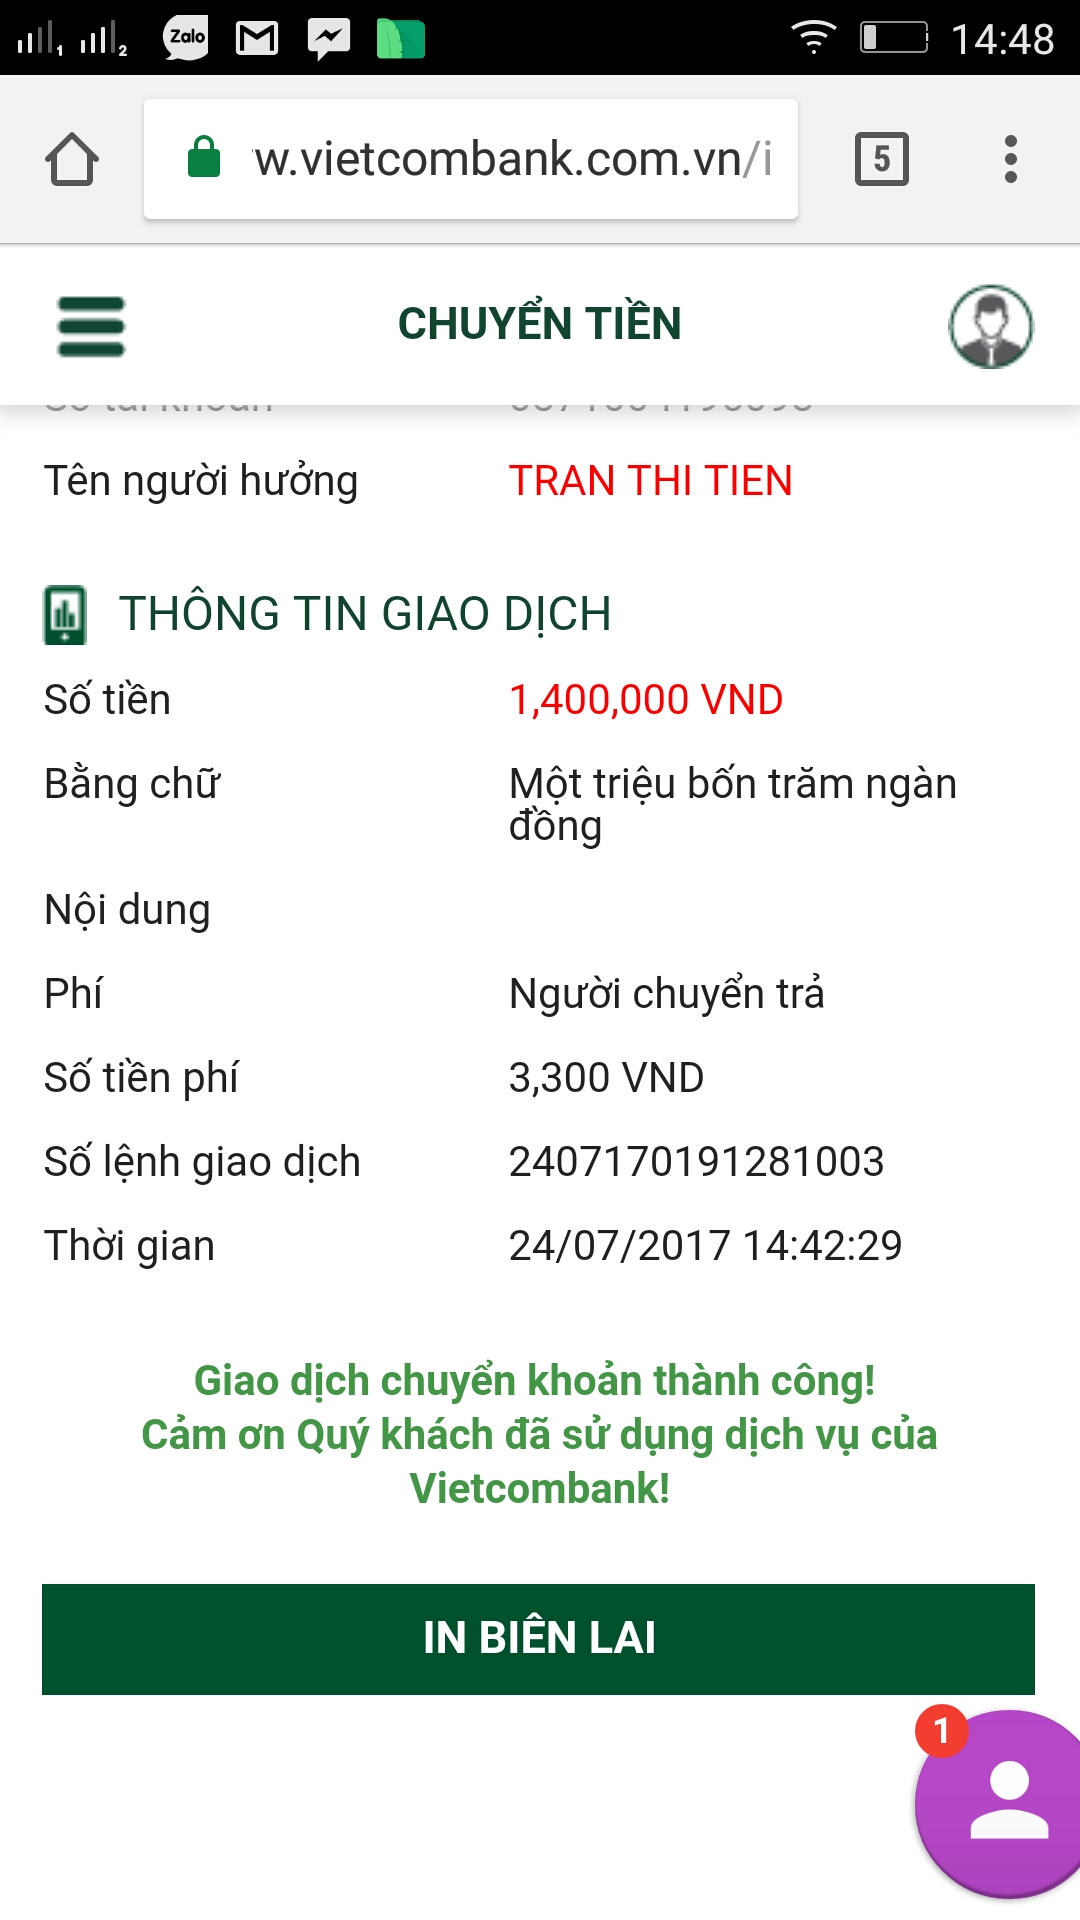 1 2 Zalo 14:48
w.vietcombank.com.vn/i 5
CHUYỂN TIỀN
Tên người hưởng TRAN THI TIEN
THÔNG TIN GIAO DỊCH
Số tiền 1,400,000 VND
Bằng chữ Một triệu bốn trăm ngàn
đồng
Nội dung
Phí Người chuyển trả
Số tiền phí 3,300 VND
Số lệnh giao dịch 2407170191281003
Thời gian 24/07/2017 14:42:29
Giao dịch chuyển khoản thành công!
Cảm ơn Quý khách đã sử dụng dịch vụ của
Vietcombank!
IN BIÊN LAI
1